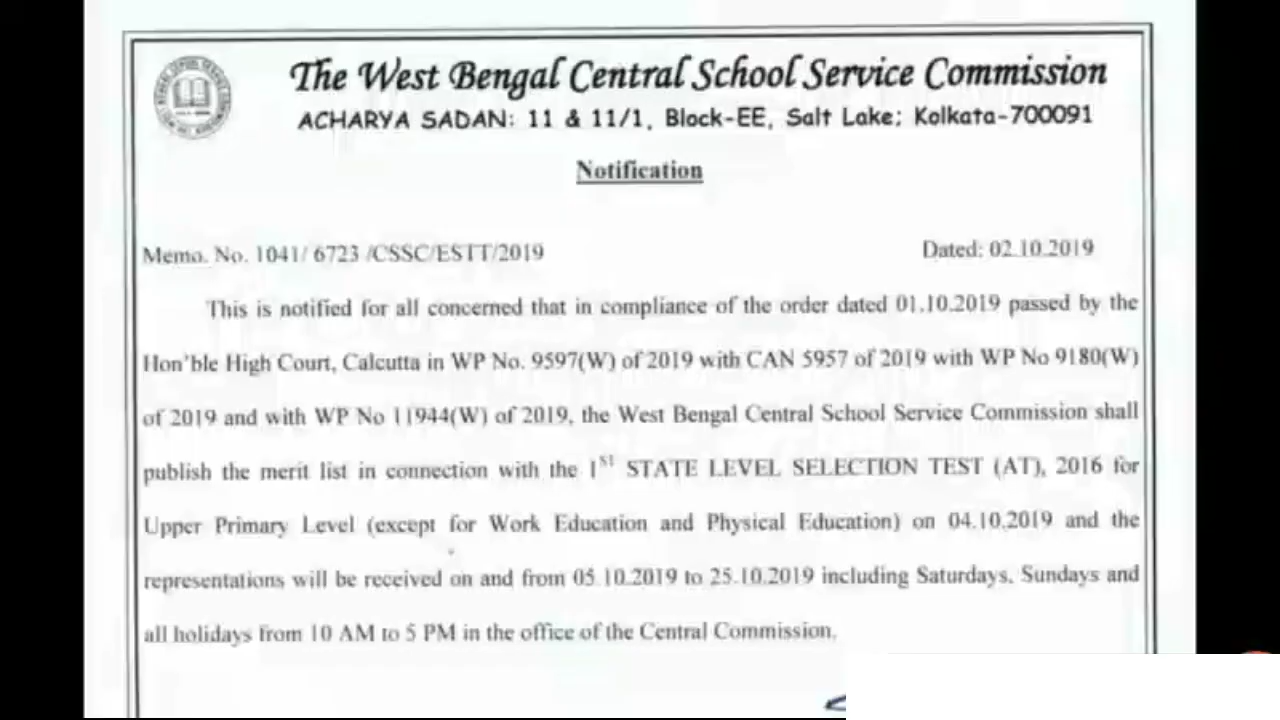 The West Bengal Central School Service Commission
ACHARYA SADAN: 11 & 11/1, Block-EE, Salt Lake; Kolkata-700091
Notification
Memo. No. 1041/ 6723 /CSSC/ESTT/2019 Dated: 02.10.2019
This is notified for all concerned that in compliance of the order dated 01.10.2019 passed by the
Hon'ble High Court, Calcutta in WP No. 9597(W) of 2019 with CAN 5957 of 2019 with WP No 9180(W)
of 2019 and with WP No 11944(W) of 2019, the West Bengal Central School Service Commission shall
publish the merit list in connection with the 1ST STATE LEVEL SELECTION TEST (AT), 2016 for
Upper Primary Level (except for Work Education and Physical Education) on 04.10.2019 and the
representations will be received on and from 05.10.2019 to 25.10.2019 including Saturdays, Sundays and
all holidays from 10 AM to 5 PM in the office of the Central Commission.